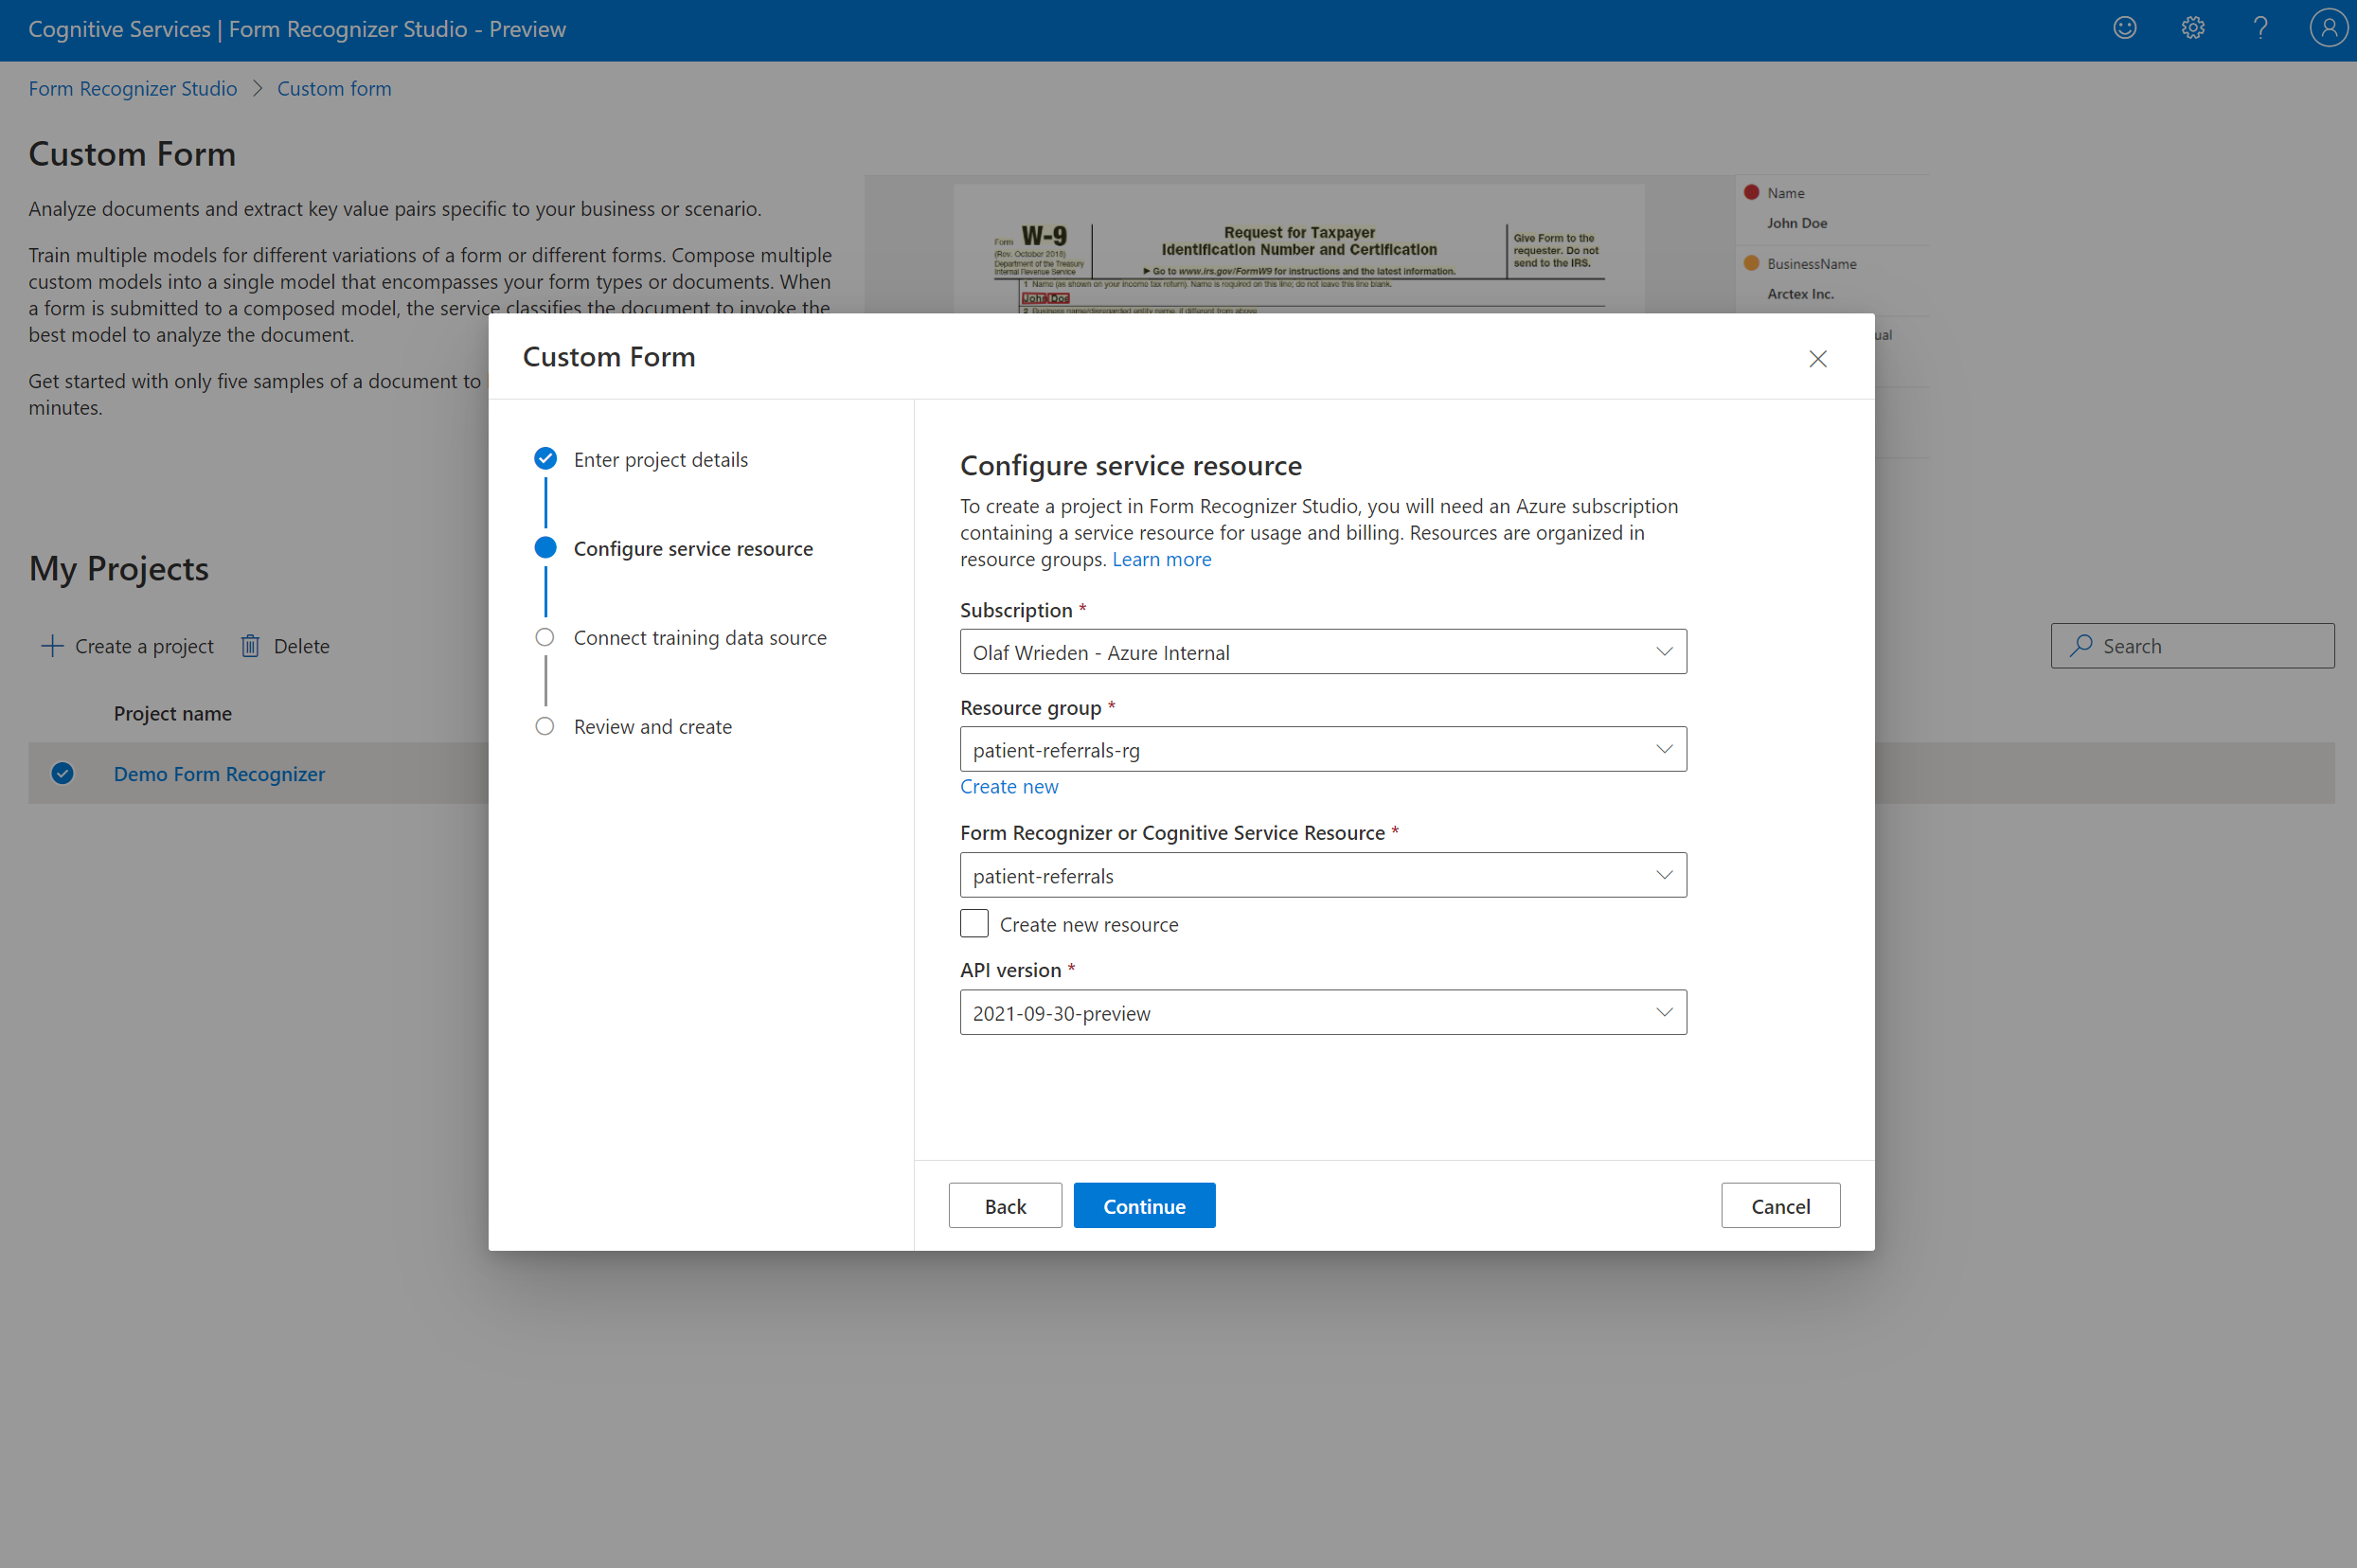 Cognitive Services | Form Recognizer Studio - Preview
Form Recognizer Studio > Custom form
Custom Form
Analyze documents and extract key value pairs specific to your business or scenario.
Train multiple models for different variations of a form or different forms. Compose multiple
custom models into a single model that encompasses your form types or documents. When
a form is submitted to a composed model, the service classifies the document to invoke the
best model to analyze the document.
Get started with only five samples of a document to
minutes.
Form W-9
(Rev. October 2018)
Department of the Treasury
Internal Revenue Service
Request for Taxpayer
Identification Number and Certification
▶ Go to www.irs.gov/FormW9 for instructions and the latest information.
Give Form to the
requester. Do not
send to the IRS.
1 Name (as shown on your income tax return). Name is required on this line; do not leave this line blank.
John Doe
2 Business name/disregarded entity name, if different from above
Name
John Doe
BusinessName
Arctex Inc.
ual
My Projects
Create a project
Delete
Search
Project name
Demo Form Recognizer
Custom Form
Enter project details
Configure service resource
Connect training data source
Review and create
Configure service resource
To create a project in Form Recognizer Studio, you will need an Azure subscription
containing a service resource for usage and billing. Resources are organized in
resource groups. Learn more
Subscription *
Olaf Wrieden - Azure Internal
Resource group *
patient-referrals-rg
Create new
Form Recognizer or Cognitive Service Resource *
patient-referrals
Create new resource
API version *
2021-09-30-preview
Back
Continue
Cancel